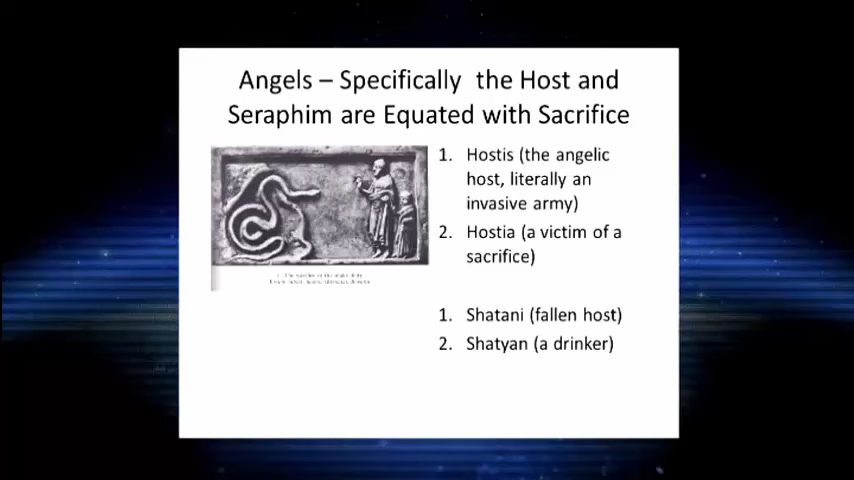 Angels – Specifically the Host and
Seraphim are Equated with Sacrifice
1. Hostis (the angelic
host, literally an
invasive army)
2. Hostia (a victim of a
sacrifice)
1. Shatani (fallen host)
2. Shatyan (a drinker)